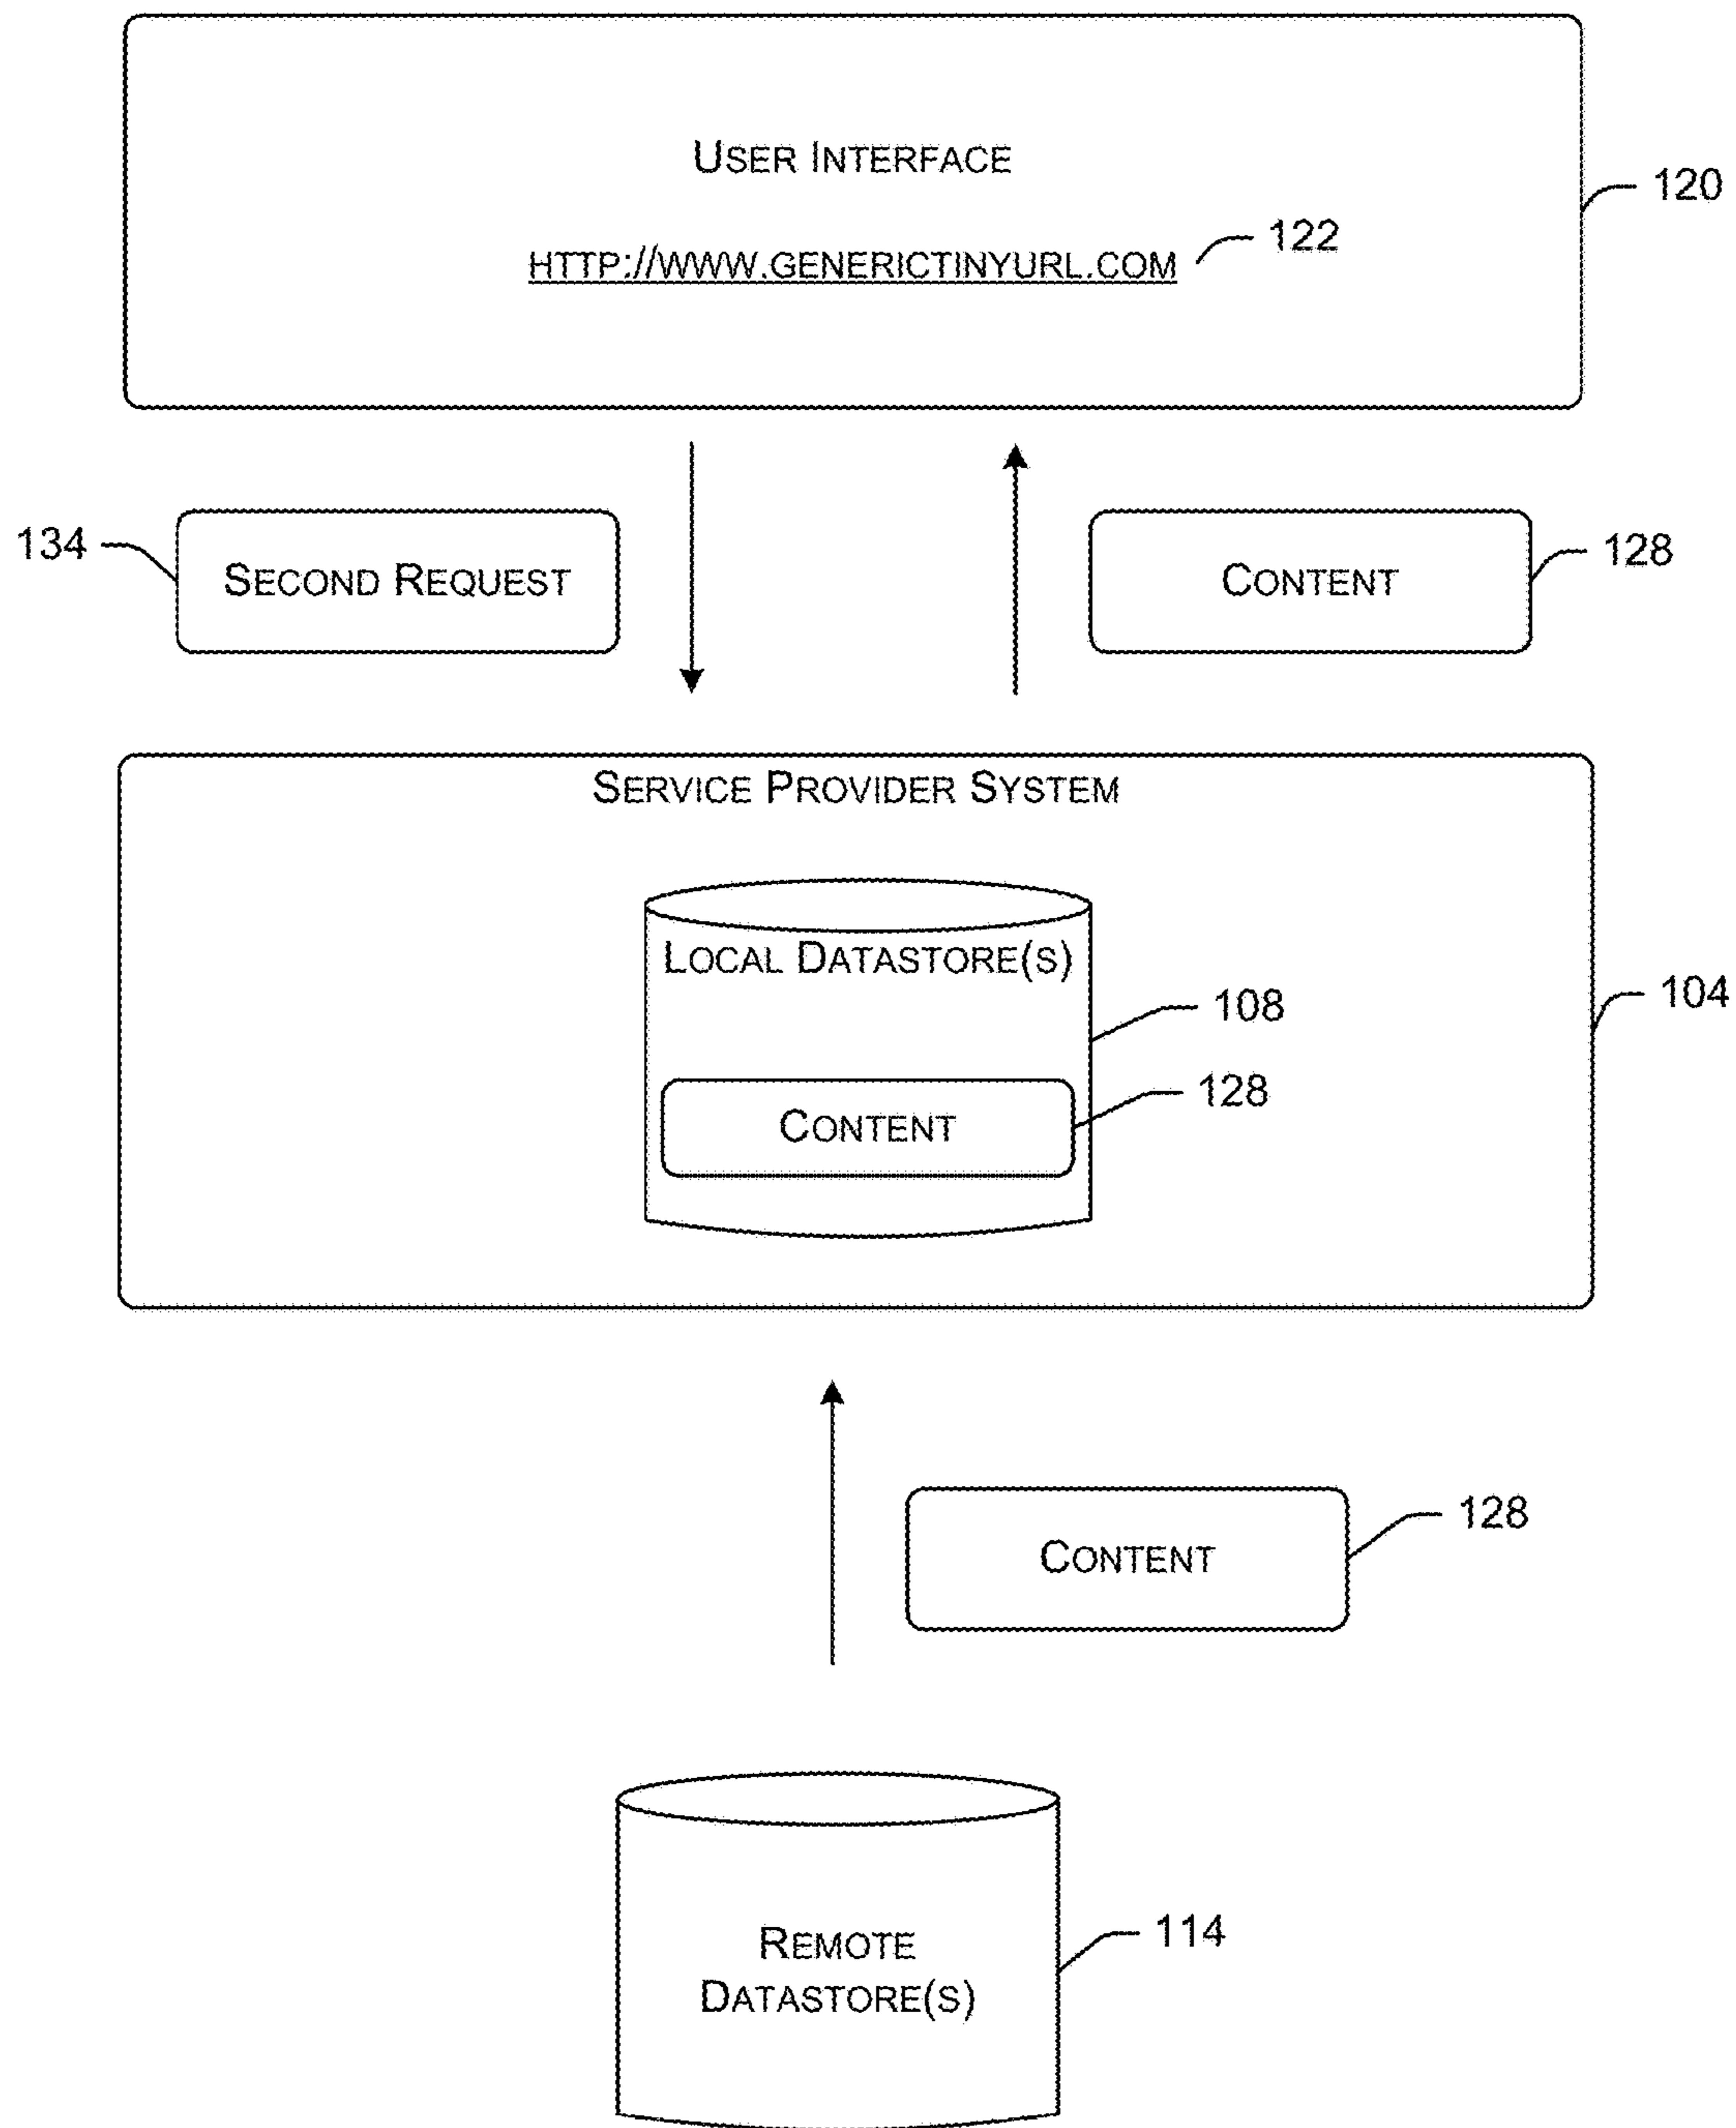 USER INTERFACE
120
HTTP://WWW.GENERICTINYURL.COM
122
134
SECOND REQUEST
CONTENT
128
SERVICE PROVIDER SYSTEM
LOCAL DATASTORE(S)
108
104
CONTENT
128
CONTENT
128
REMOTE
DATASTORE(S)
114